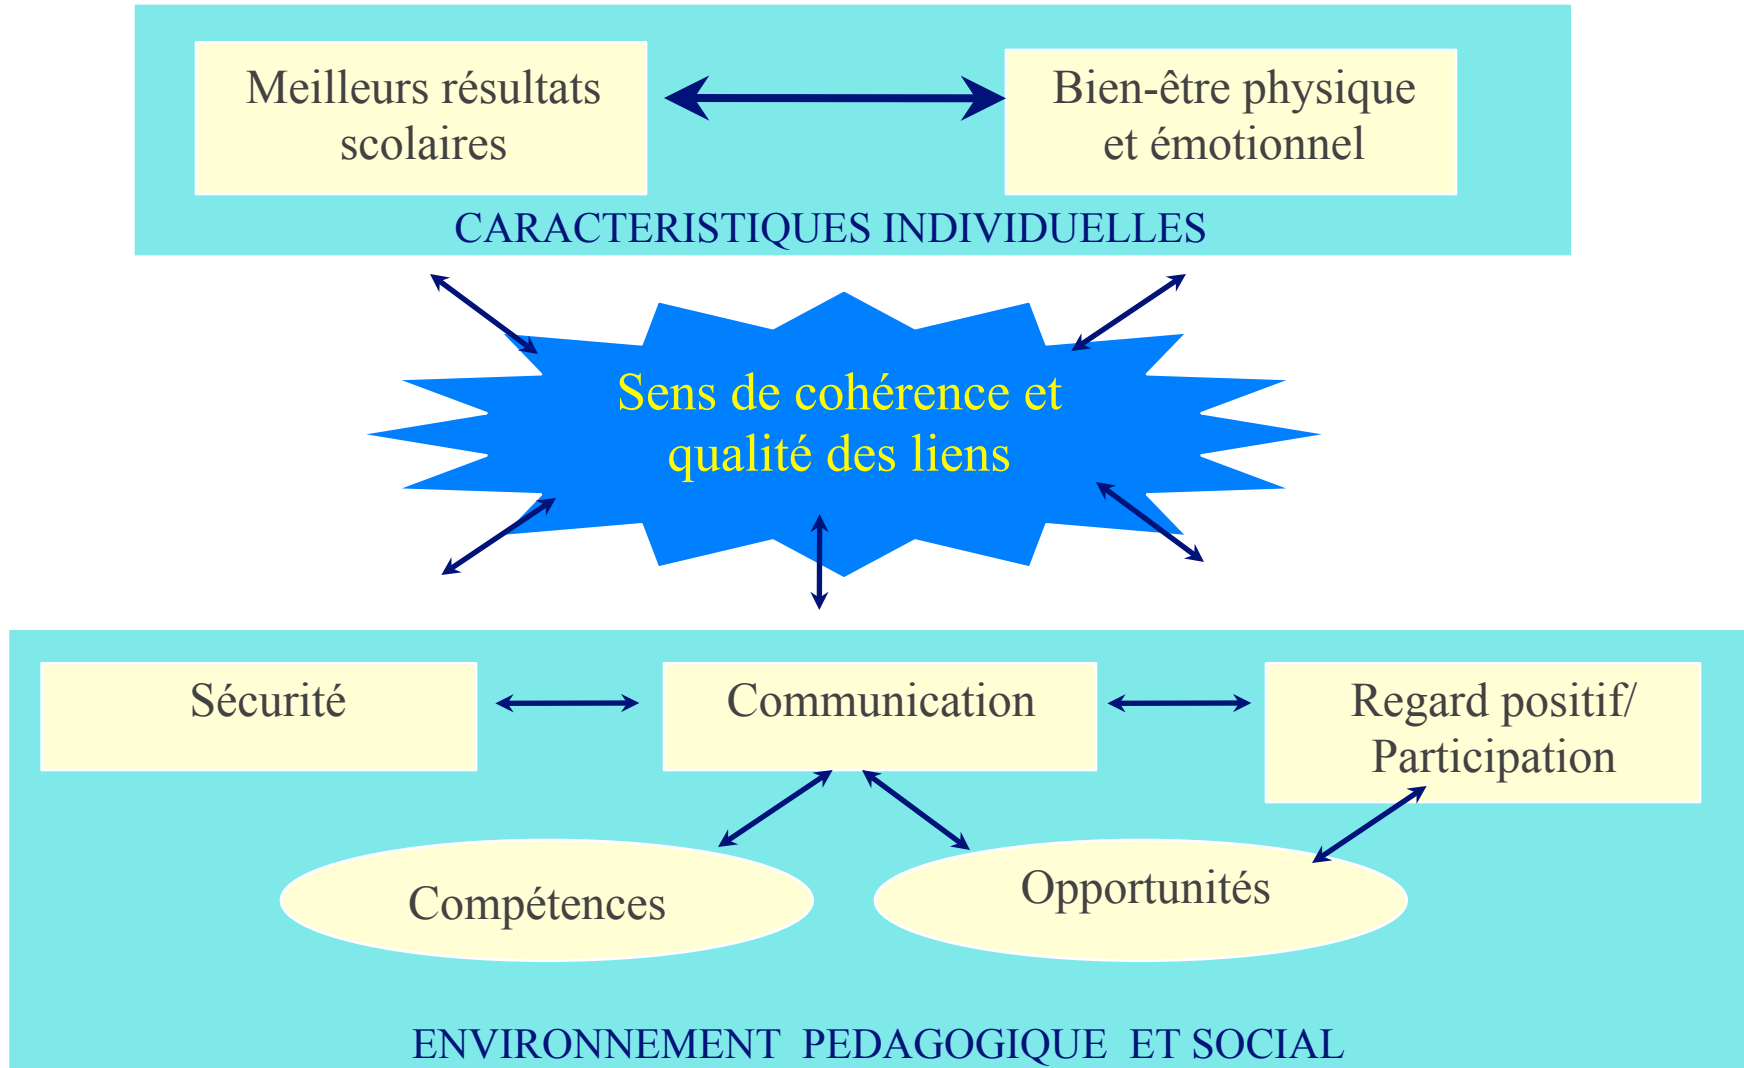 Meilleurs résultats
scolaires
Bien-être physique
et émotionnel
CARACTERISTIQUES INDIVIDUELLES
Sens de cohérence et
qualité des liens
Sécurité
Communication
Regard positif/
Participation
Compétences
Opportunités
ENVIRONNEMENT PEDAGOGIQUE ET SOCIAL